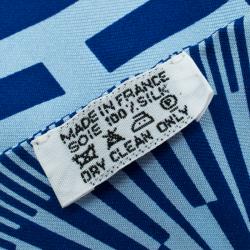 MADE IN FRANCE
SOIE 100% SILK
DRY CLEAN ONLY